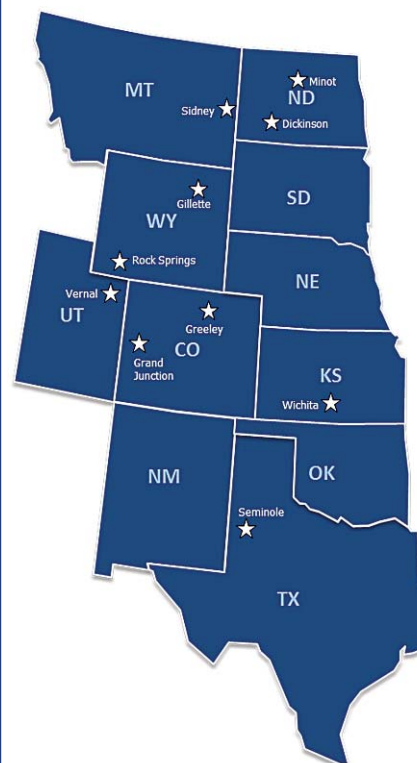 Minot
MT
ND
Sidney
Dickinson
SD
Gillette
WY
Rock Springs
NE
Vernal
UT
Greeley
CO
Grand
Junction
KS
Wichita
OK
NM
Seminole
TX